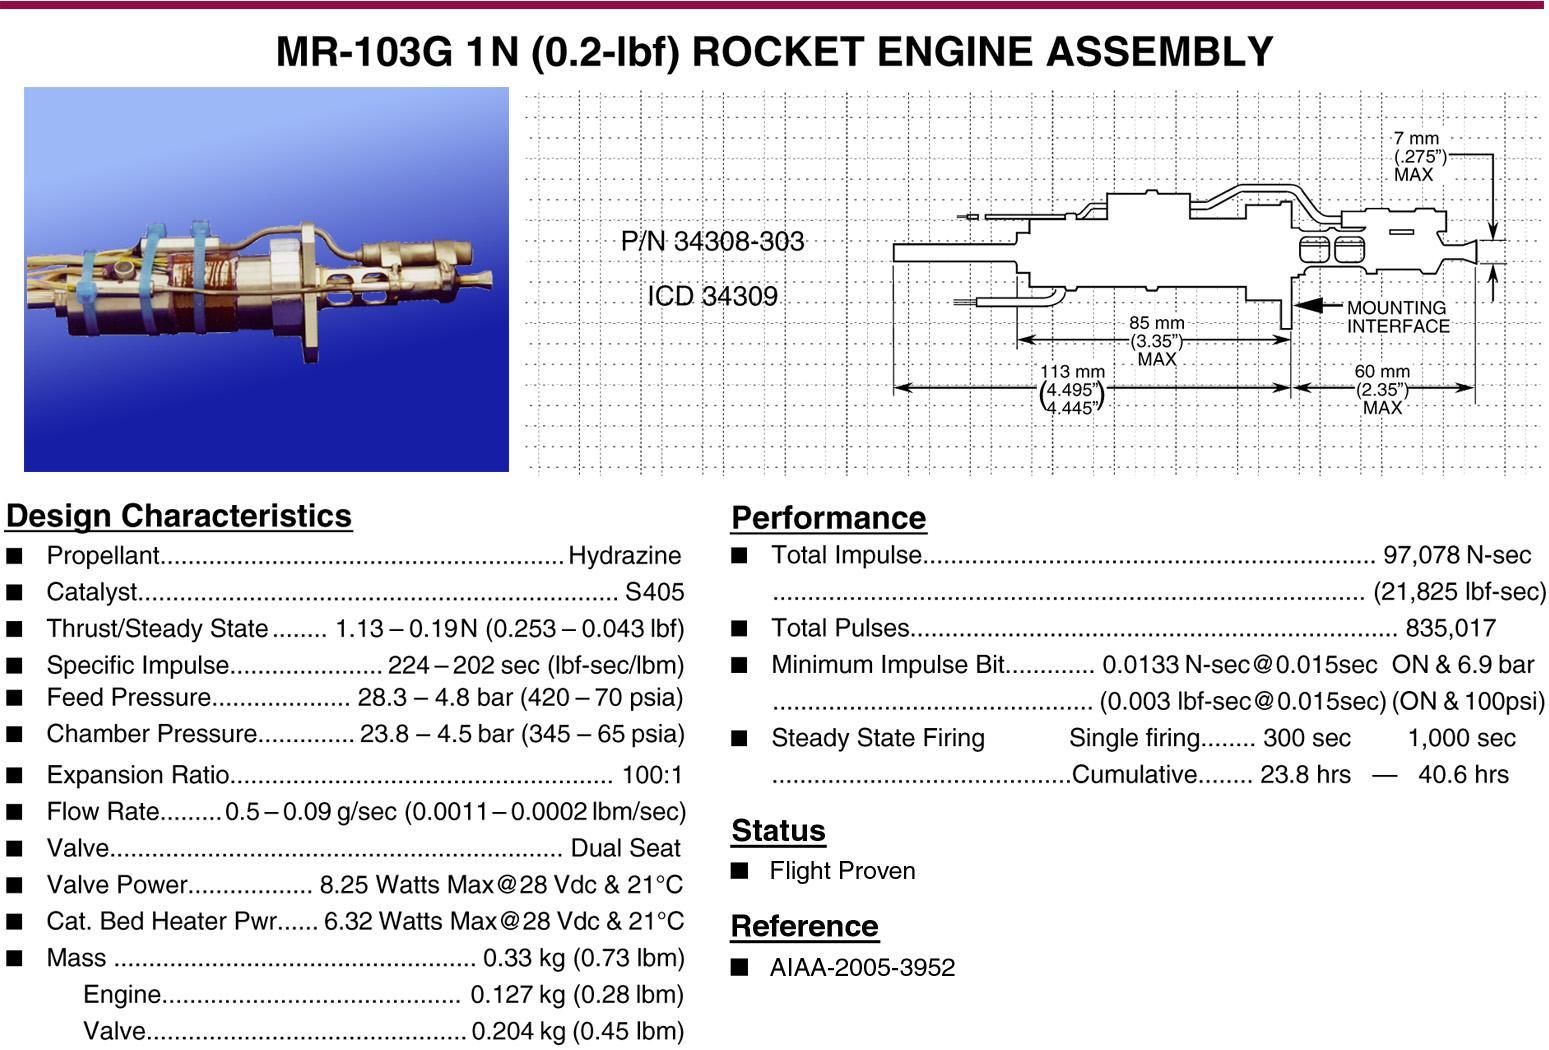 MR-103G 1N (0.2-lbf) ROCKET ENGINE ASSEMBLY
P/N 34308-303
ICD 34309
7 mm
(.275”)
MAX
MOUNTING
INTERFACE
85 mm
(3.35”)
MAX
113 mm
(4.495”
4.445”)
60 mm
(2.35”)
MAX
Design Characteristics
■ Propellant.................................................... Hydrazine
■ Catalyst.............................................................. S405
■ Thrust/Steady State........ 1.13 – 0.19N (0.253 – 0.043 lbf)
■ Specific Impulse.................... 224 – 202 sec (lbf-sec/lbm)
■ Feed Pressure.................... 28.3 – 4.8 bar (420 – 70 psia)
■ Chamber Pressure.............. 23.8 – 4.5 bar (345 – 65 psia)
■ Expansion Ratio....................................................... 100:1
■ Flow Rate.........0.5 – 0.09 g/sec (0.0011 – 0.0002 lbm/sec)
■ Valve................................................................. Dual Seat
■ Valve Power.................. 8.25 Watts Max@28 Vdc & 21°C
■ Cat. Bed Heater Pwr...... 6.32 Watts Max@28 Vdc & 21°C
■ Mass .................................................... 0.33 kg (0.73 lbm)
Engine........................................... 0.127 kg (0.28 lbm)
Valve.............................................. 0.204 kg (0.45 lbm)
Performance
■ Total Impulse................................................................. 97,078 N-sec
..................................................................................... (21,825 lbf-sec)
■ Total Pulses...................................................................... 835,017
■ Minimum Impulse Bit............. 0.0133 N-sec@0.015sec ON & 6.9 bar
.............................................. (0.003 lbf-sec@0.015sec) (ON & 100psi)
■ Steady State Firing Single firing........ 300 sec 1,000 sec
...........................................Cumulative........ 23.8 hrs — 40.6 hrs
Status
■ Flight Proven
Reference
■ AIAA-2005-3952